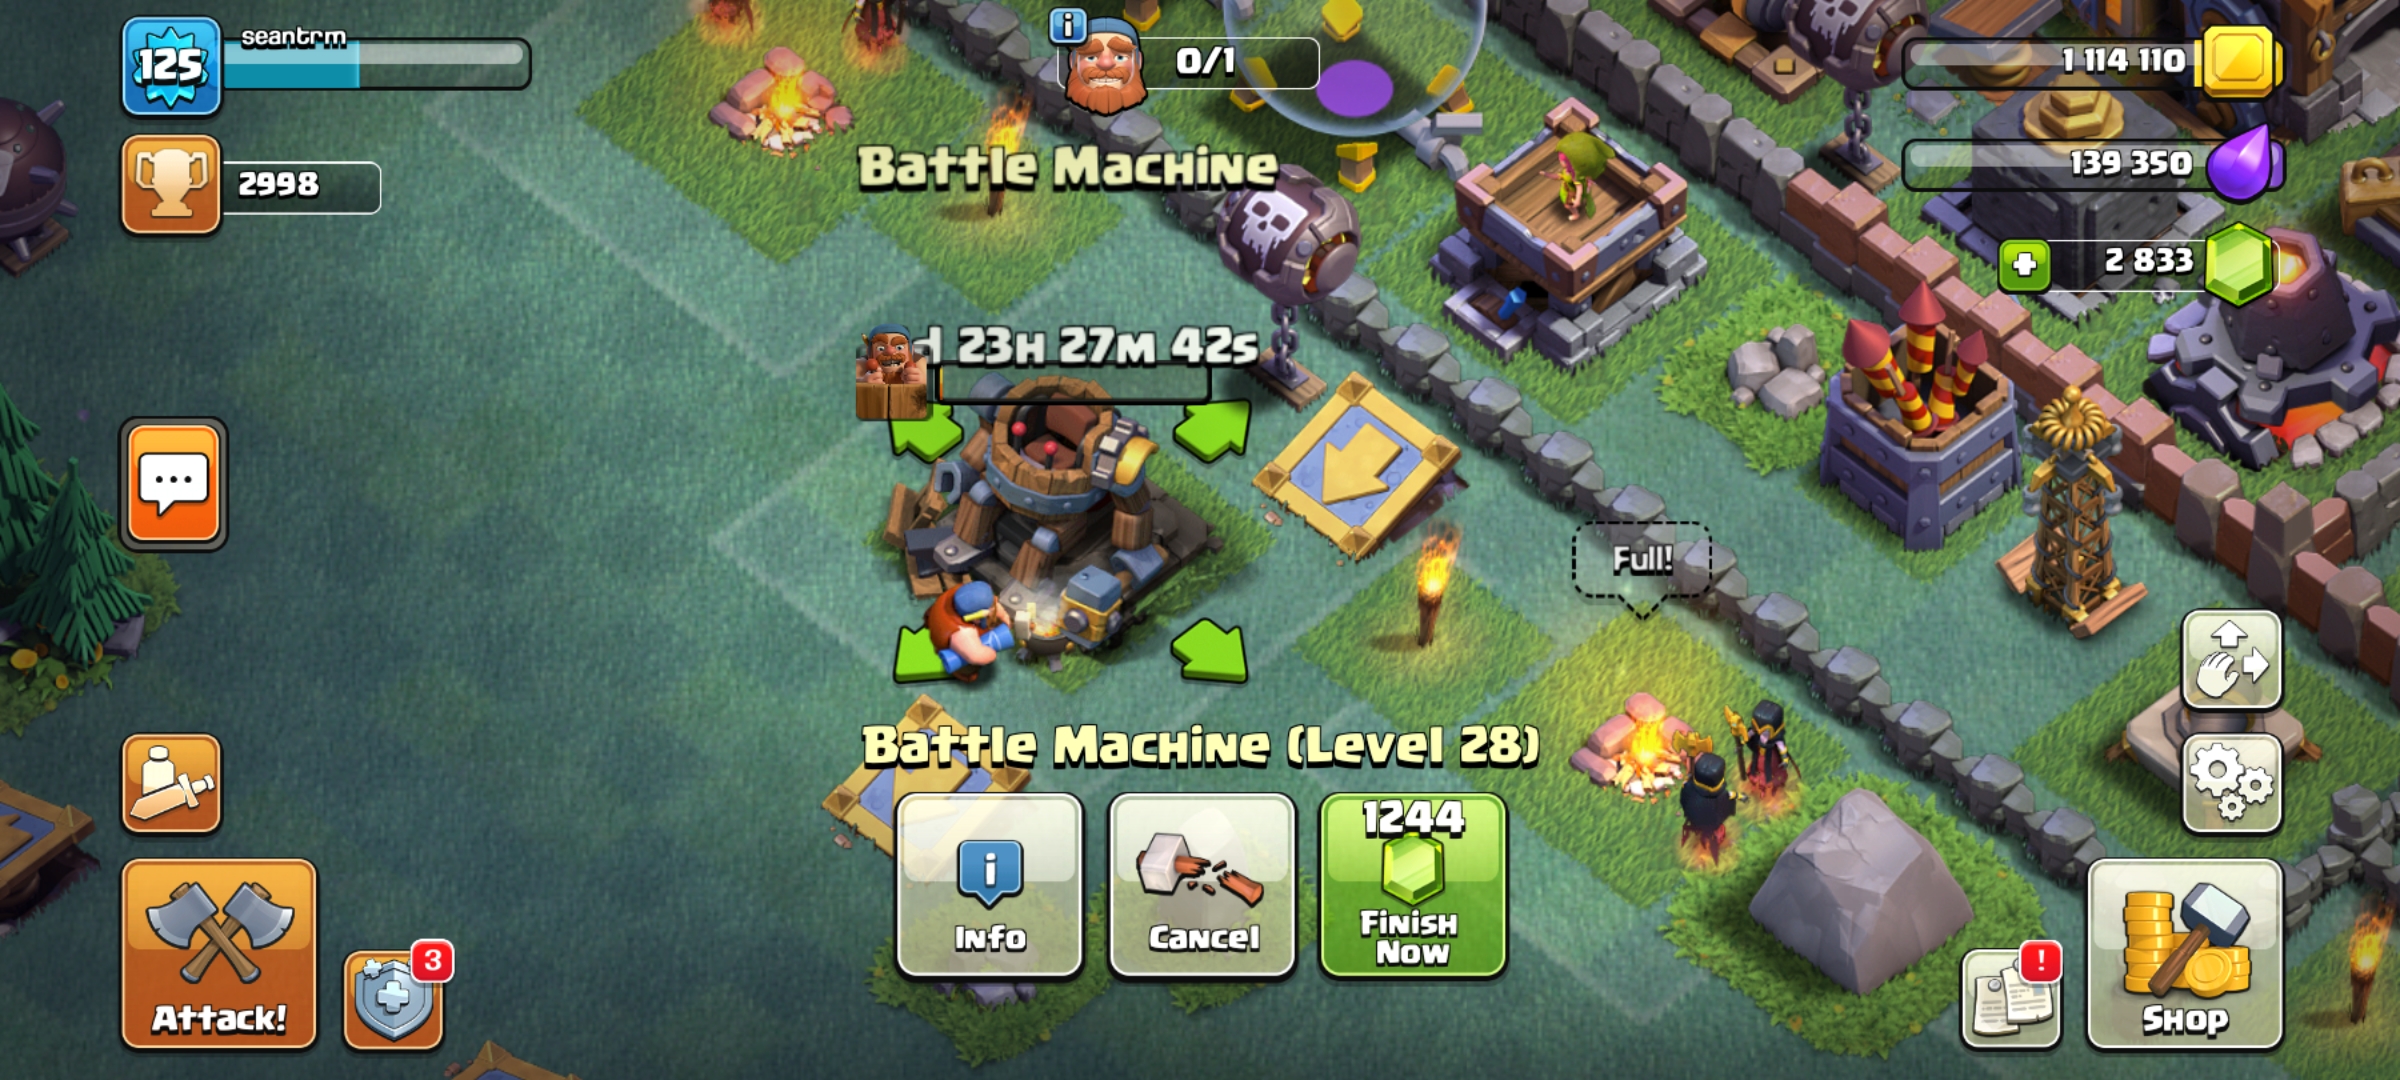 seantrm
125
0/1
1 114 110
2998
139 350
2 833
Battle Machine
23H 27M 42s
Full!
Battle Machine (Level 28)
1244
Info
Cancel
Finish
Now
3
!
Attack!
Shop